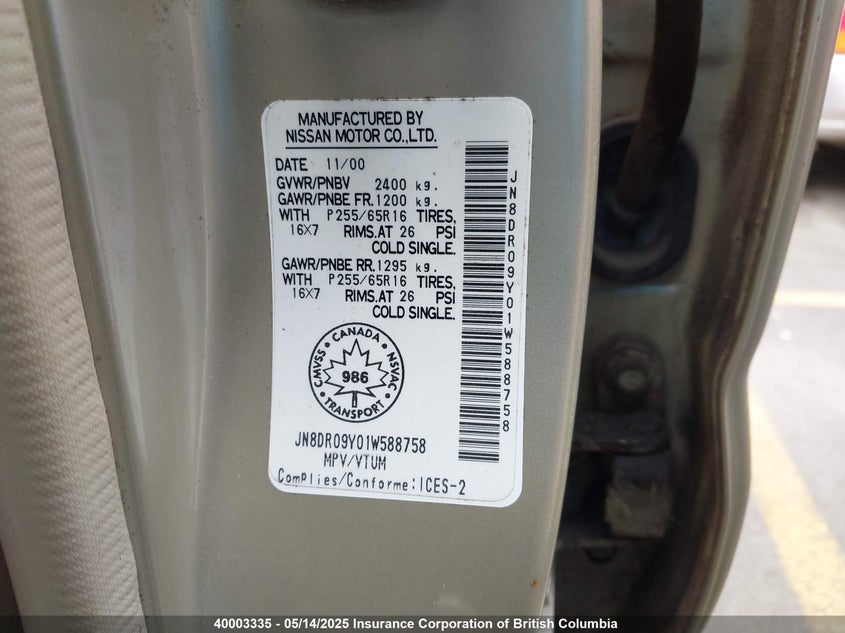 MANUFACTURED BY
NISSAN MOTOR CO.,LTD.
DATE 11/00
GVWR/PNBV 2400 kg.
GAWR/PNBE FR.1200 kg.
WITH P255/65R16 TIRES,
16X7 RIMS.AT 26 PSI
COLD SINGLE.
GAWR/PNBE RR.1295 kg.
WITH P255/65R16 TIRES,
16X7 RIMS.AT 26 PSI
COLD SINGLE.
CANADA
CMVSS NSVAC
986
TRANSPORT
JN8DR09Y01W588758
MPV/VTUM
ComPlies/Conforme:ICES-2
JN8DR09Y01W588758
40003335 - 05/14/2025 Insurance Corporation of British Columbia